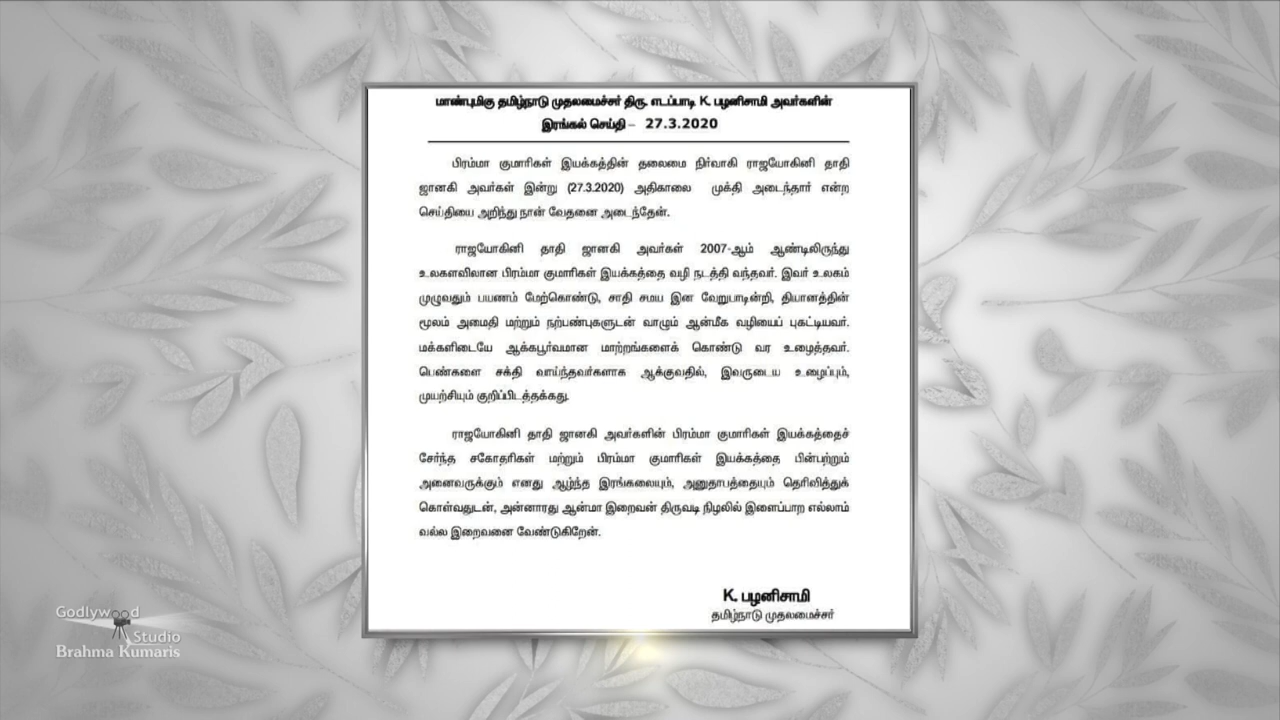 மாண்புமிகு தமிழ்நாடு முதலமைச்சர் திரு. எடப்பாடி K. பழனிசாமி அவர்களின்
இரங்கல் செய்தி – 27.3.2020
பிரம்மா குமாரிகள் இயக்கத்தின் தலைமை நிர்வாகி ராஜயோகினி தாதி
ஜானகி அவர்கள் இன்று (27.3.2020) அதிகாலை முக்தி அடைந்தார் என்ற
செய்தியை அறிந்து நான் வேதனை அடைந்தேன்.
ராஜயோகினி தாதி ஜானகி அவர்கள் 2007-ஆம் ஆண்டிலிருந்து
உலகளவிலான பிரம்மா குமாரிகள் இயக்கத்தை வழி நடத்தி வந்தவர். இவர் உலகம்
முழுவதும் பயணம் மேற்கொண்டு, சாதி சமய இன வேறுபாடின்றி, தியானத்தின்
மூலம் அமைதி மற்றும் நற்பண்புகளுடன் வாழும் ஆன்மீக வழியைப் புகட்டியவர்.
மக்களிடையே ஆக்கபூர்வமான மாற்றங்களைக் கொண்டு வர உழைத்தவர்.
பெண்களை சக்தி வாய்ந்தவர்களாக ஆக்குவதில், இவருடைய உழைப்பும்,
முயற்சியும் குறிப்பிடத்தக்கது.
ராஜயோகினி தாதி ஜானகி அவர்களின் பிரம்மா குமாரிகள் இயக்கத்தைச்
சேர்ந்த சகோதரிகள் மற்றும் பிரம்மா குமாரிகள் இயக்கத்தை பின்பற்றும்
அனைவருக்கும் எனது ஆழ்ந்த இரங்கலையும், அனுதாபத்தையும் தெரிவித்துக்
கொள்வதுடன், அன்னாரது ஆன்மா இறைவன் திருவடி நிழலில் இளைப்பாற எல்லாம்
வல்ல இறைவனை வேண்டுகிறேன்.
K. பழனிசாமி
தமிழ்நாடு முதலமைச்சர்
Godlywood
Studio
Brahma Kumaris